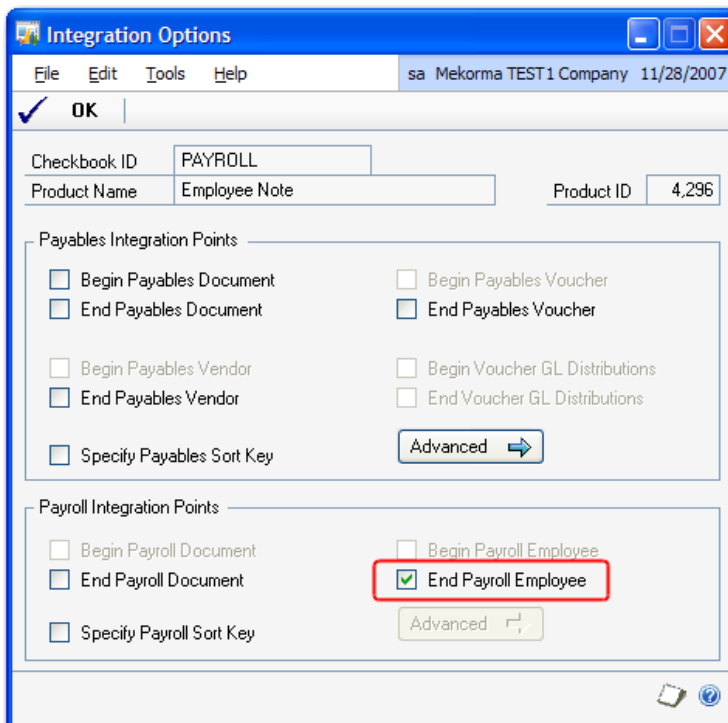 Integration Options
File Edit Tools Help sa Mekorma TEST1 Company 11/28/2007
OK
Checkbook ID PAYROLL
Product Name Employee Note Product ID 4,296
Payables Integration Points
Begin Payables Document Begin Payables Voucher
End Payables Document End Payables Voucher
Begin Payables Vendor Begin Voucher GL Distributions
End Payables Vendor End Voucher GL Distributions
Specify Payables Sort Key Advanced
Payroll Integration Points
Begin Payroll Document Begin Payroll Employee
End Payroll Document End Payroll Employee
Specify Payroll Sort Key Advanced